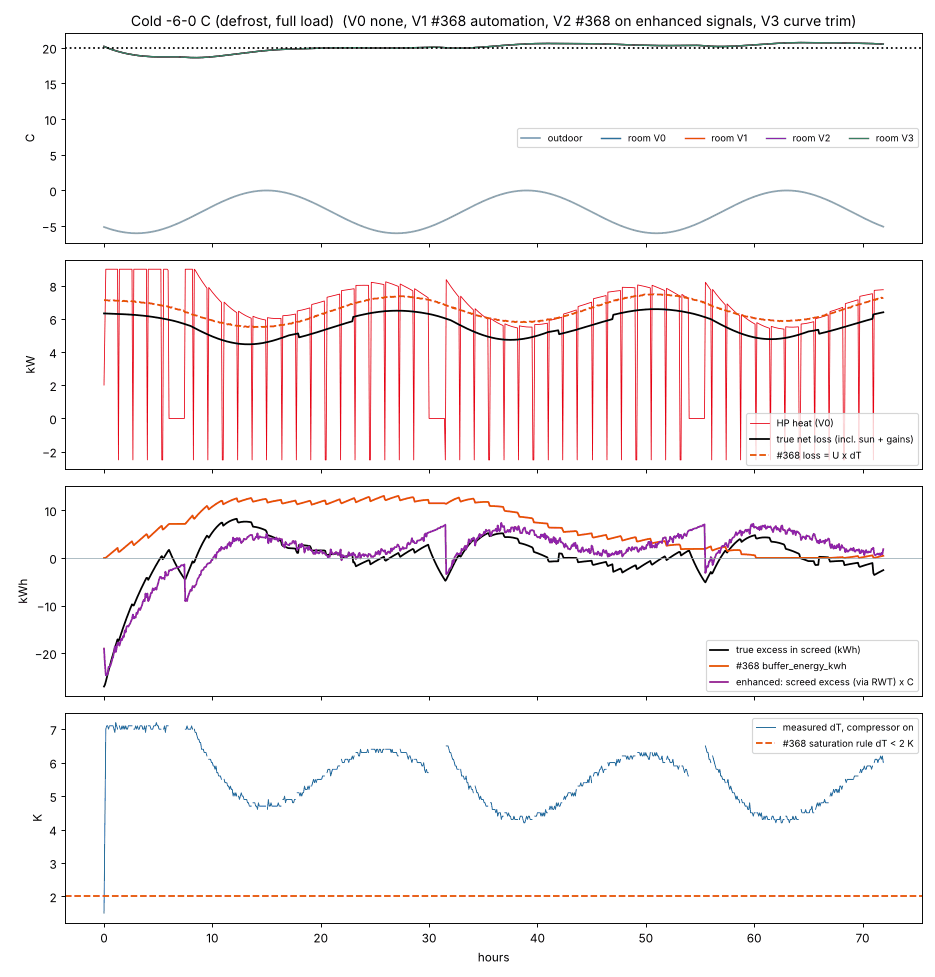 Cold -6-0 C (defrost, full load)  (V0 none, V1 #368 automation, V2 #368 on enhanced signals, V3 curve trim)
20
15
10
5
0
−5
C
outdoor
room V0
room V1
room V2
room V3
8
6
4
2
0
−2
kW
HP heat (V0)
true net loss (incl. sun + gains)
#368 loss = U x dT
10
0
−10
−20
kWh
true excess in screed (kWh)
#368 buffer_energy_kwh
enhanced: screed excess (via RWT) x C
7
6
5
4
3
2
K
measured dT, compressor on
#368 saturation rule dT < 2 K
0
10
20
30
40
50
60
70
hours